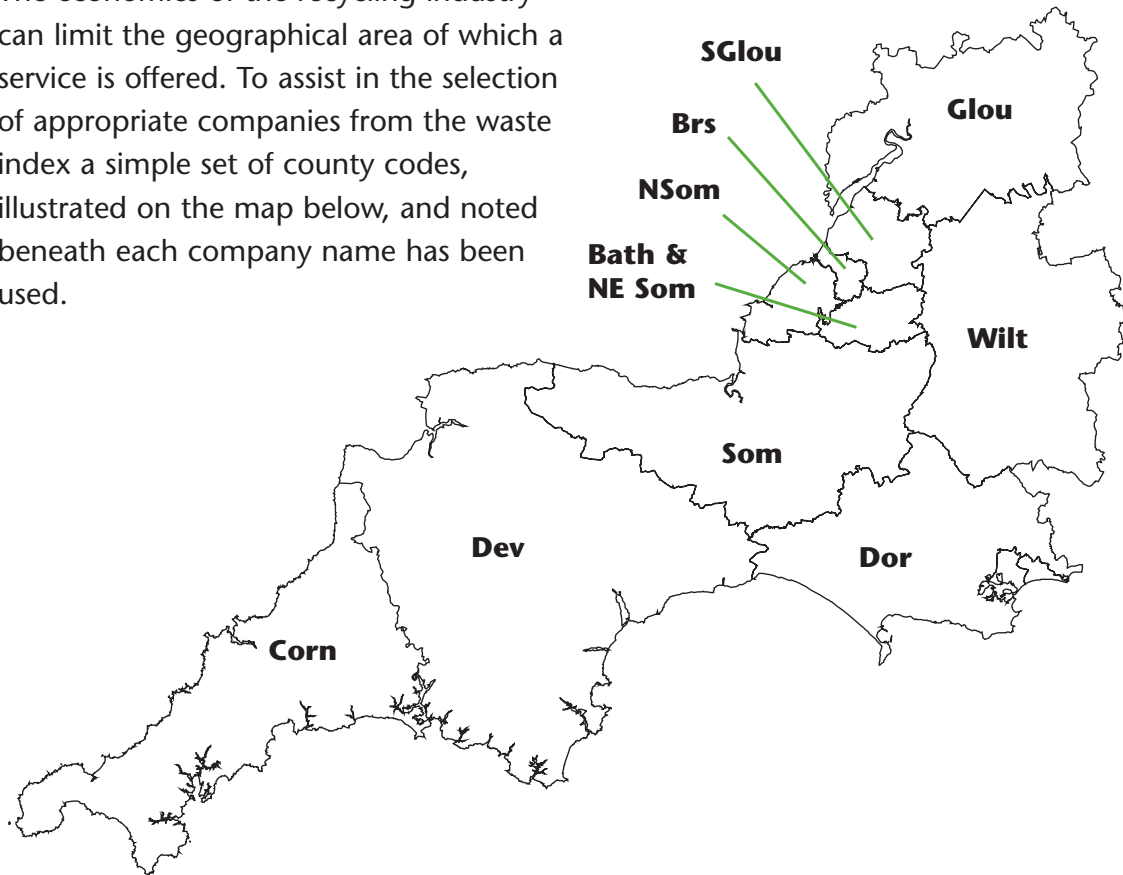 The economics of the recycling industry
can limit the geographical area of which a
service is offered. To assist in the selection
of appropriate companies from the waste
index a simple set of county codes,
illustrated on the map below, and noted
beneath each company name has been
used.
SGlou
Brs
NSom
Bath &
NE Som
Glou
Wilt
Som
Dev
Dor
Corn